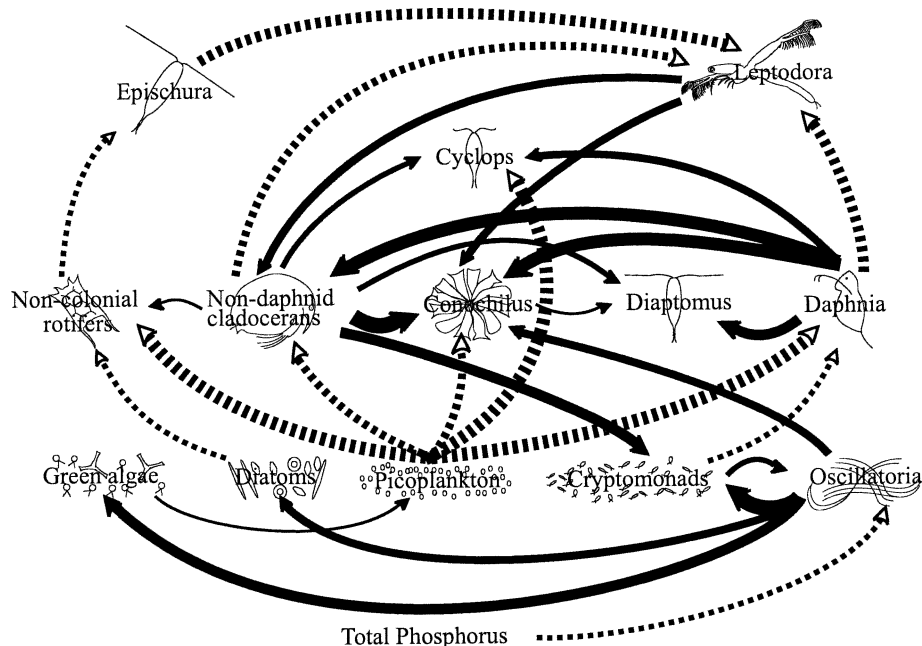 Epischura
Leptodora
Cyclops
Non-colonial
rotifers
Non-daphnid
cladocerans
Conochilus
Diaptomus
Daphnia
Green algae
Diatoms
Picoplankton
Cryptomonads
Oscillatoria
Total Phosphorus